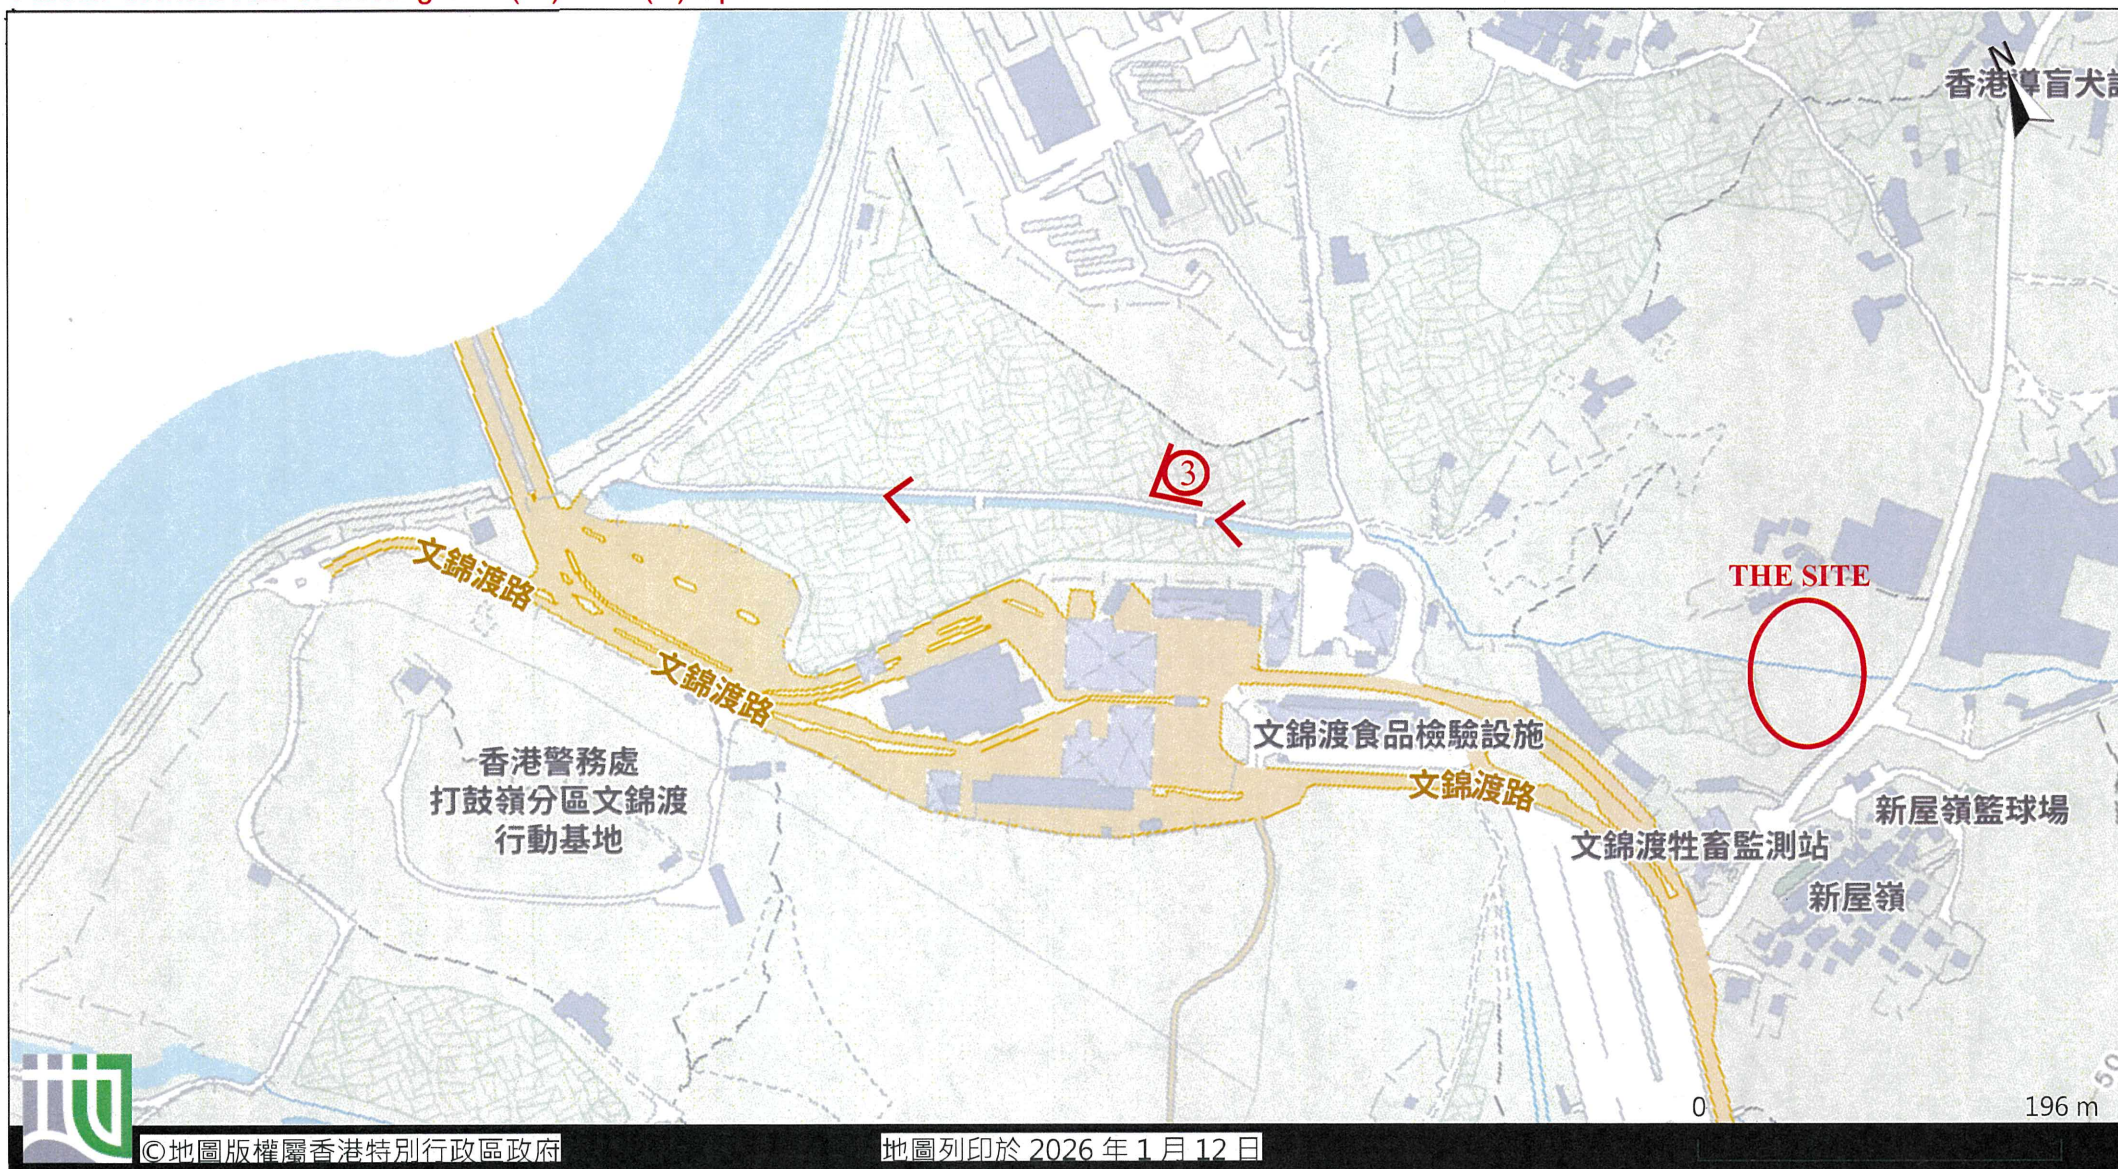 N
香港導盲犬
3
THE SITE
文錦渡路
文錦渡路
文錦渡食品檢驗設施
文錦渡路
香港警務處
打鼓嶺分區文錦渡
行動基地
新屋嶺籃球場
文錦渡牲畜監測站
新屋嶺
50
0
196 m
©地圖版權屬香港特別行政區政府
地圖列印於 2026 年 1 月 12 日